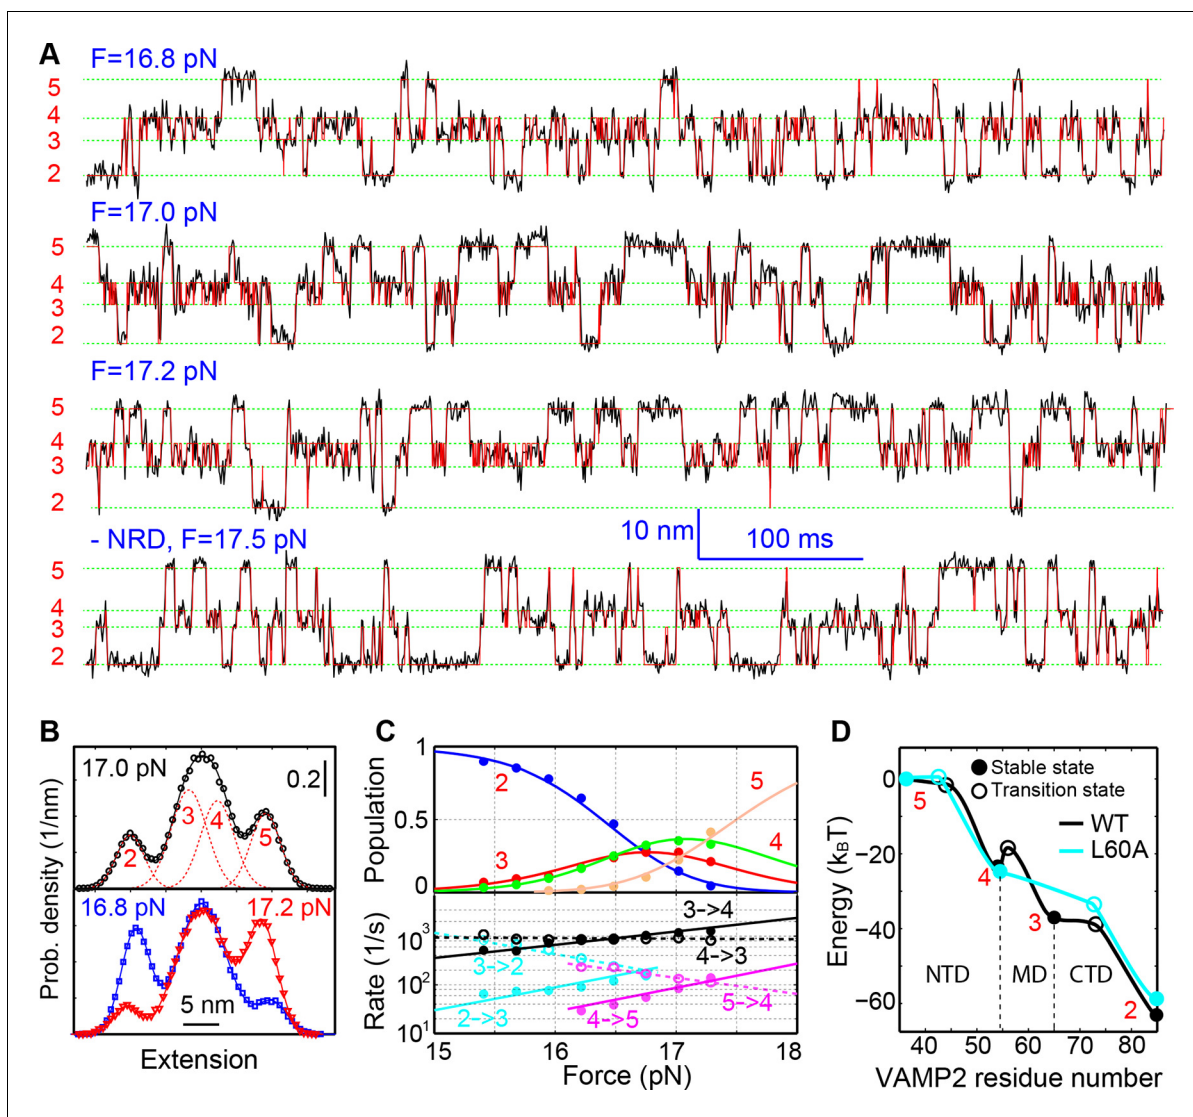 A
F=16.8 pN
5
4
3
2
F=17.0 pN
5
4
3
2
F=17.2 pN
5
4
3
2
10 nm
100 ms
- NRD, F=17.5 pN
5
4
3
2
B
Prob. density (1/nm)
17.0 pN
0.2
2
3
4
5
16.8 pN
17.2 pN
5 nm
Extension
C
Population
1
0.5
0
2
3
4
5
Rate (1/s)
10³
10²
10¹
3->4
4->3
3->2
2->3
4->5
5->4
15
16
17
18
Force (pN)
D
Energy (k_BT)
0
−20
−40
−60
Stable state
Transition state
WT
L60A
5
4
3
2
NTD
MD
CTD
40
50
60
70
80
VAMP2 residue number